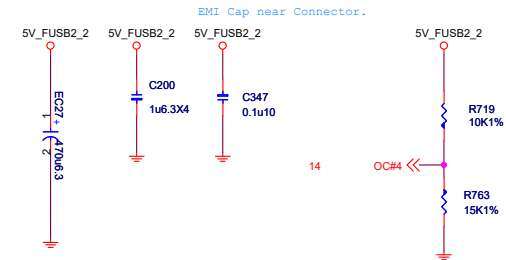 EMI Cap near Connector.
5V_FUSB2_2
5V_FUSB2_2
5V_FUSB2_2
5V_FUSB2_2
EC27
1
+
2
470u6.3
C200
1u6.3X4
C347
0.1u10
R719
10K1%
14
OC#4
R763
15K1%